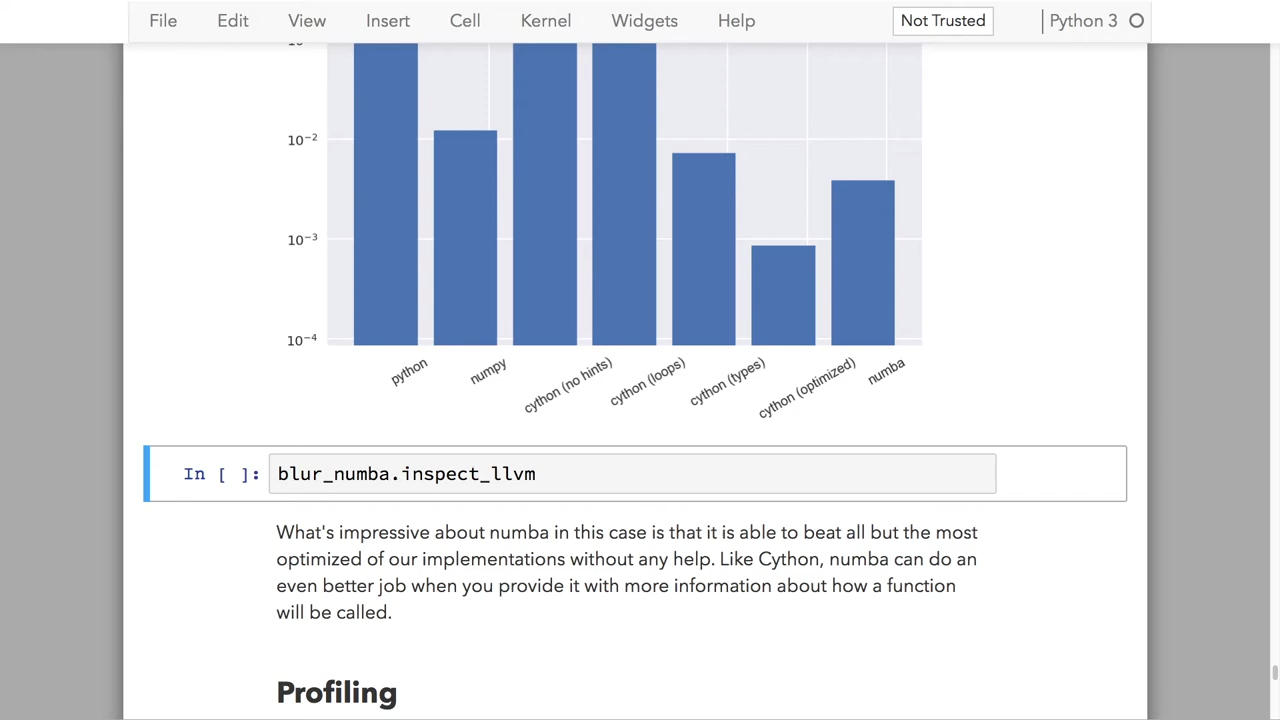 File Edit View Insert Cell Kernel Widgets Help Not Trusted Python 3
10⁻²
10⁻³
10⁻⁴
python numpy cython (no hints) cython (loops) cython (types) cython (optimized) numba
In [ ]: blur_numba.inspect_llvm
What's impressive about numba in this case is that it is able to beat all but the most
optimized of our implementations without any help. Like Cython, numba can do an
even better job when you provide it with more information about how a function
will be called.
Profiling